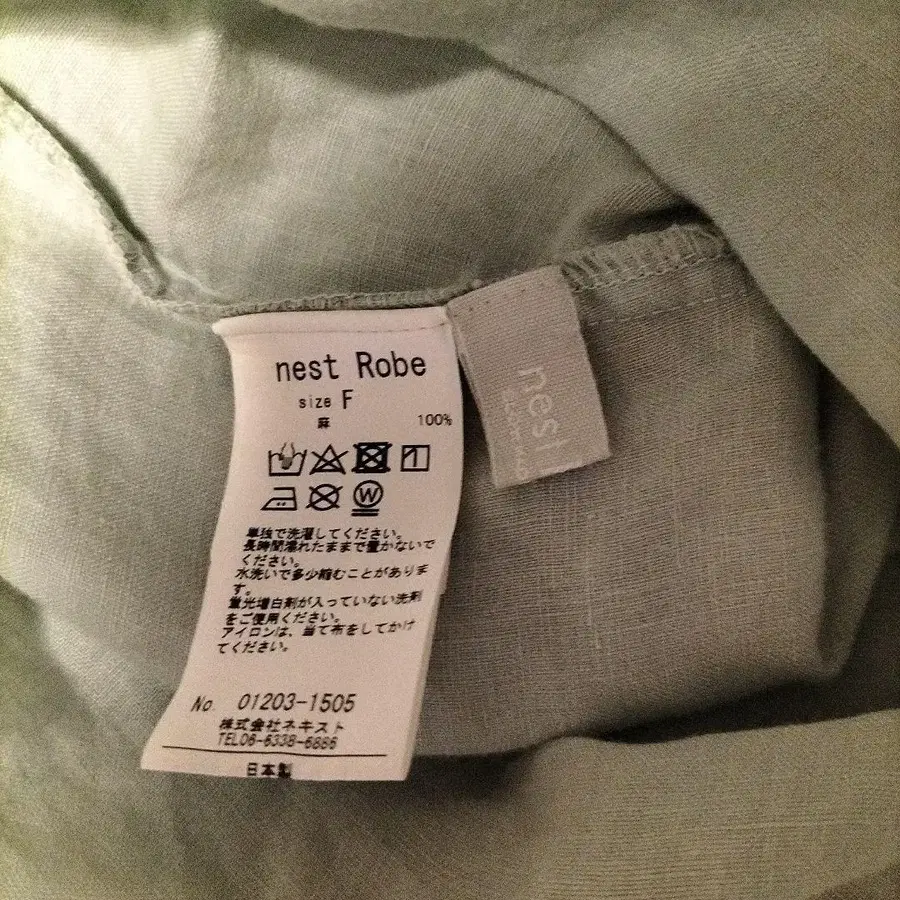 nest Robe
size F
麻 100%
W
単独で洗濯してください。
長時間濡れたままで置かないで
ください。
水洗いで多少縮むことがありま
す。
蛍光増白剤が入っていない洗剤
をご使用ください。
アイロンは、当て布をしてかけ
てください。
No. 01203-1505
株式会社ネキスト
TEL06-6338-6886
日本製
nest